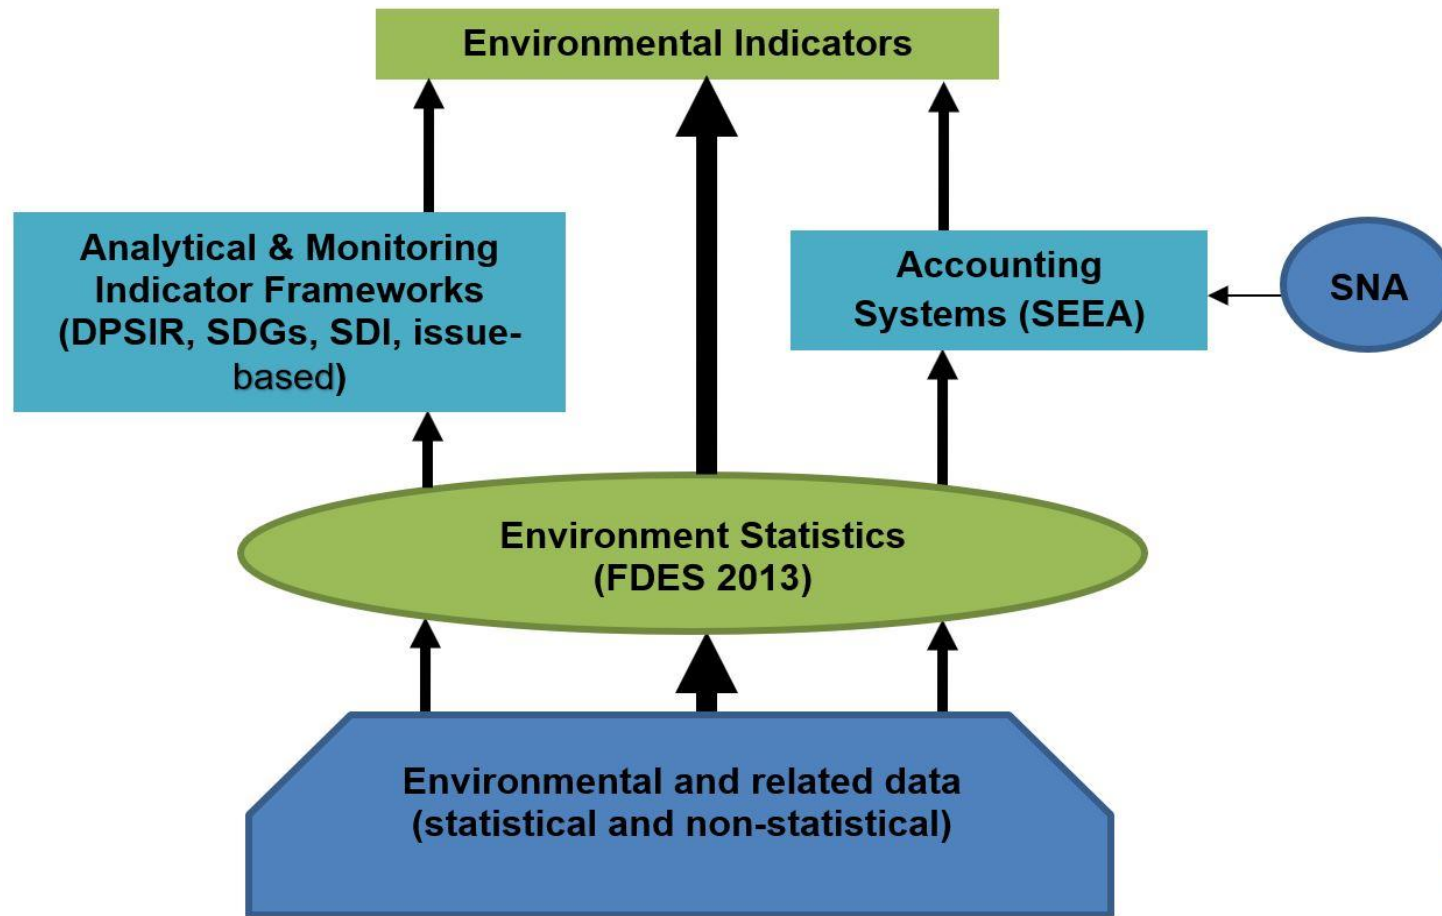 Environmental Indicators
Analytical & Monitoring
Indicator Frameworks
(DPSIR, SDGs, SDI, issue-
based)
Accounting
Systems (SEEA)
SNA
Environment Statistics
(FDES 2013)
Environmental and related data
(statistical and non-statistical)